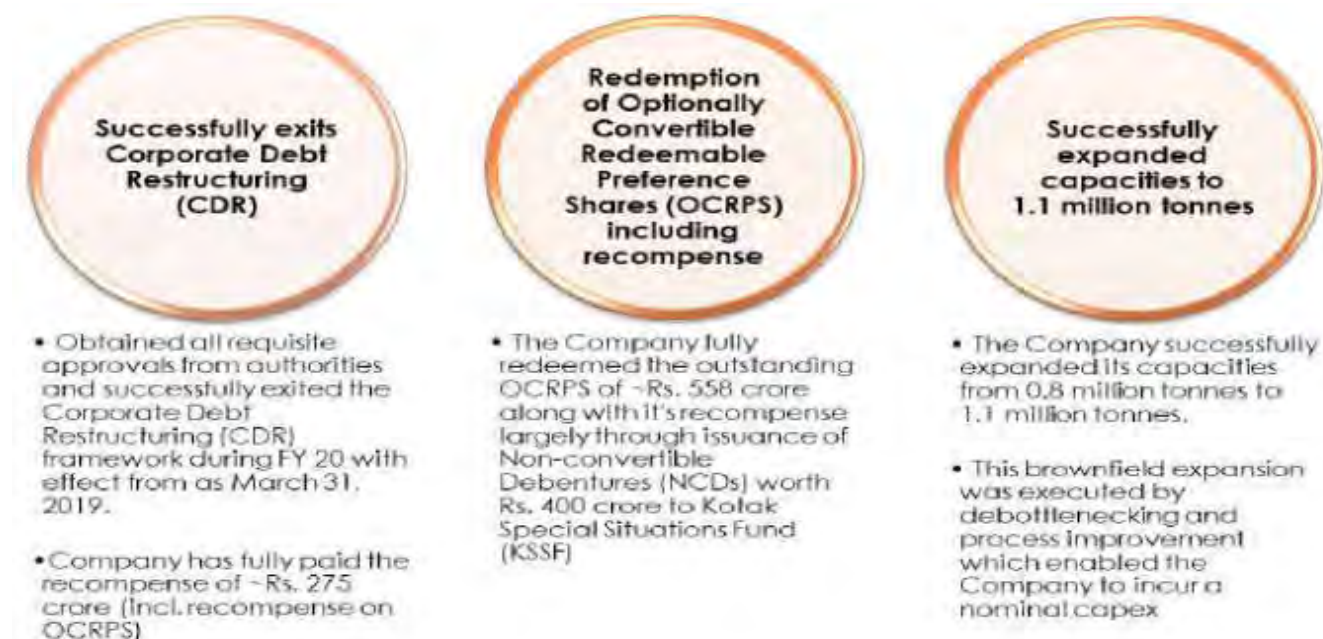 Successfully exits
Corporate Debt
Restructuring
(CDR)
• Obtained all requisite
approvals from authorities
and successfully exited the
Corporate Debt
Restructuring (CDR)
framework during FY 20 with
effect from as March 31,
2019.
•Company has fully paid the
recompense of ~Rs. 275
crore (incl. recompense on
OCRPS)
Redemption
of Optionally
Convertible
Redeemable
Preference
Shares (OCRPS)
including
recompense
• The Company fully
redeemed the outstanding
OCRPS of ~Rs. 558 crore
along with it's recompense
largely through issuance of
Non-convertible
Debentures (NCDs) worth
Rs. 400 crore to Kotak
Special Situations Fund
(KSSF)
Successfully
expanded
capacities to
1.1 million tonnes
• The Company successfully
expanded its capacities
from 0.8 million tonnes to
1.1 million tonnes.
• This brownfield expansion
was executed by
debottlenecking and
process improvement
which enabled the
Company to incur a
nominal capex